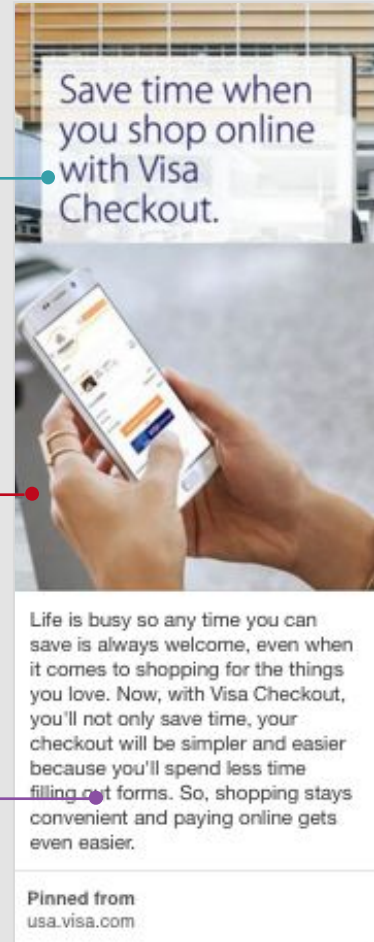 Save time when
you shop online
with Visa
Checkout.
Life is busy so any time you can
save is always welcome, even when
it comes to shopping for the things
you love. Now, with Visa Checkout,
you'll not only save time, your
checkout will be simpler and easier
because you'll spend less time
filling out forms. So, shopping stays
convenient and paying online gets
even easier.
Pinned from
usa.visa.com